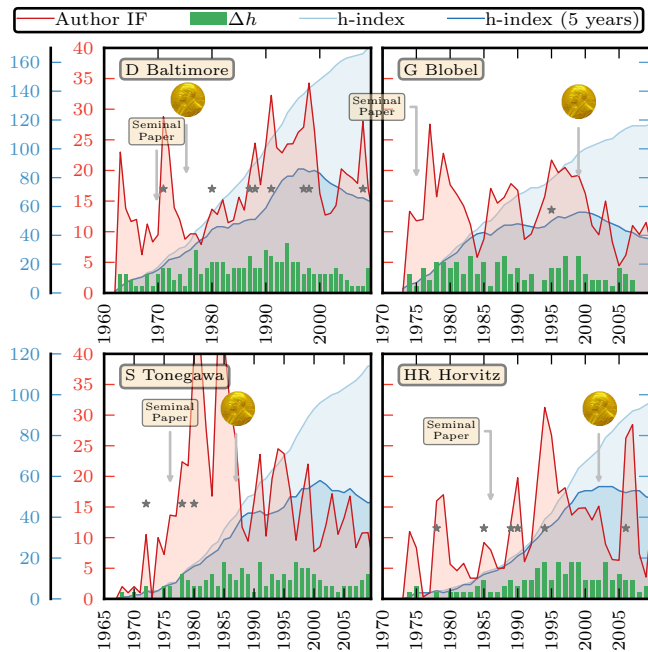 Author IF Δh h-index h-index (5 years)
160 140 120 100 80 60 40 20 0
40 35 30 25 20 15 10 5 0
D Baltimore
Seminal
Paper
1960 1970 1980 1990 2000
G Blobel
Seminal
Paper
1970 1975 1980 1985 1990 1995 2000 2005
120 100 80 60 40 20 0
40 35 30 25 20 15 10 5 0
S Tonegawa
Seminal
Paper
1965 1970 1975 1980 1985 1990 1995 2000 2005
HR Horvitz
Seminal
Paper
1970 1975 1980 1985 1990 1995 2000 2005